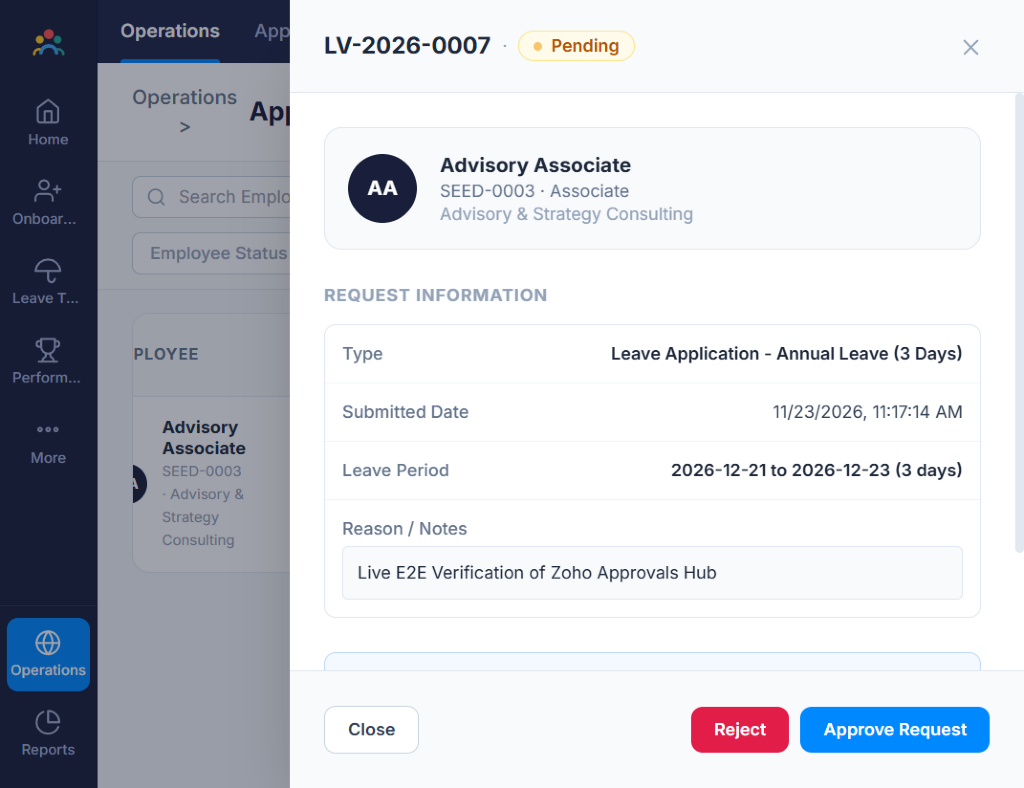 Operations
App
Home
Onboar...
Leave T...
Perform...
More
Operations
Reports
Operations
>
App
Search Emplo
Employee Status
PLOYEE
A
Advisory
Associate
SEED-0003
· Advisory &
Strategy
Consulting
LV-2026-0007 · Pending
AA
Advisory Associate
SEED-0003 · Associate
Advisory & Strategy Consulting
REQUEST INFORMATION
Type Leave Application - Annual Leave (3 Days)
Submitted Date 11/23/2026, 11:17:14 AM
Leave Period 2026-12-21 to 2026-12-23 (3 days)
Reason / Notes
Live E2E Verification of Zoho Approvals Hub
Close Reject Approve Request